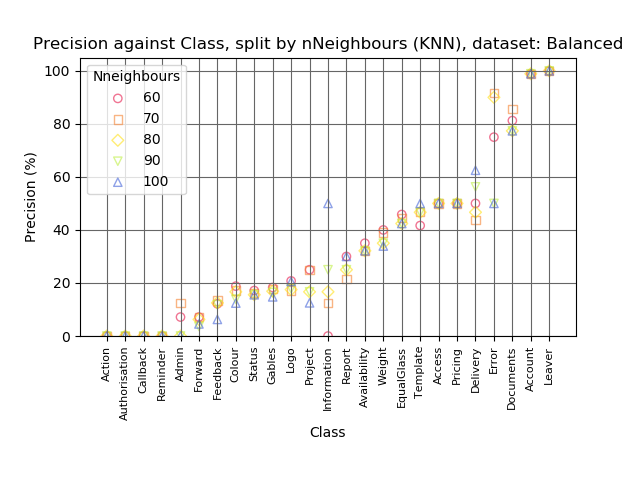 Precision against Class, split by nNeighbours (KNN), dataset: Balanced
Nneighbours
60
70
80
90
100
Precision (%)
100
80
60
40
20
0
Action
Authorisation
Callback
Reminder
Admin
Forward
Feedback
Colour
Status
Gables
Logo
Project
Information
Report
Availability
Weight
EqualGlass
Template
Access
Pricing
Delivery
Error
Documents
Account
Leaver
Class